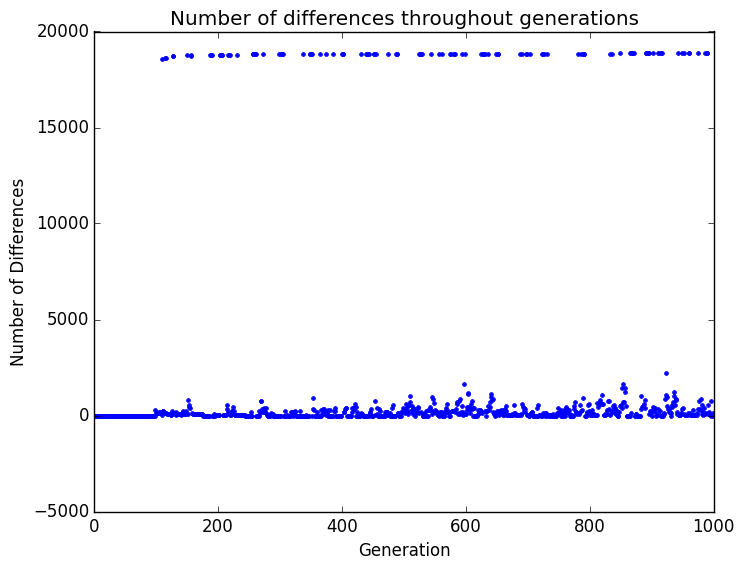 Number of differences throughout generations
20000
15000
10000
5000
0
−5000
Number of Differences
0 200 400 600 800 1000
Generation